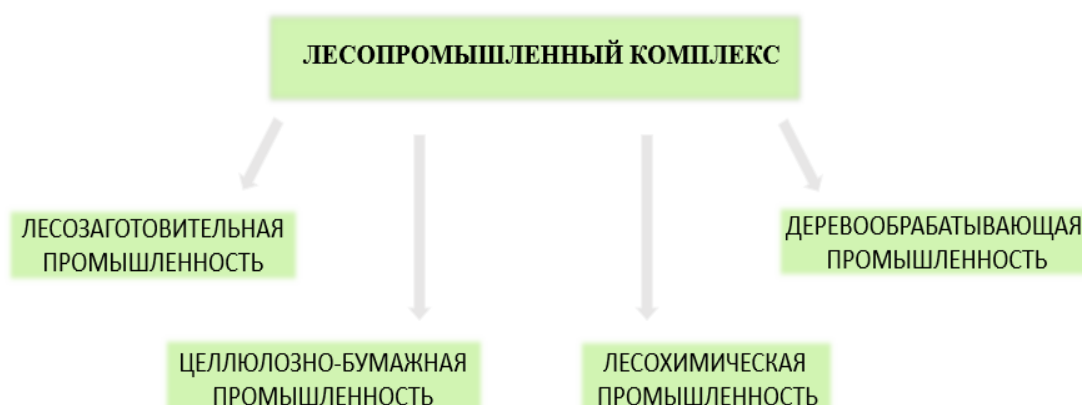 ЛЕСОПРОМЫШЛЕННЫЙ КОМПЛЕКС
ЛЕСОЗАГОТОВИТЕЛЬНАЯ
ПРОМЫШЛЕННОСТЬ
ДЕРЕВООБРАБАТЫВАЮЩАЯ
ПРОМЫШЛЕННОСТЬ
ЦЕЛЛЮЛОЗНО-БУМАЖНАЯ
ПРОМЫШЛЕННОСТЬ
ЛЕСОХИМИЧЕСКАЯ
ПРОМЫШЛЕННОСТЬ